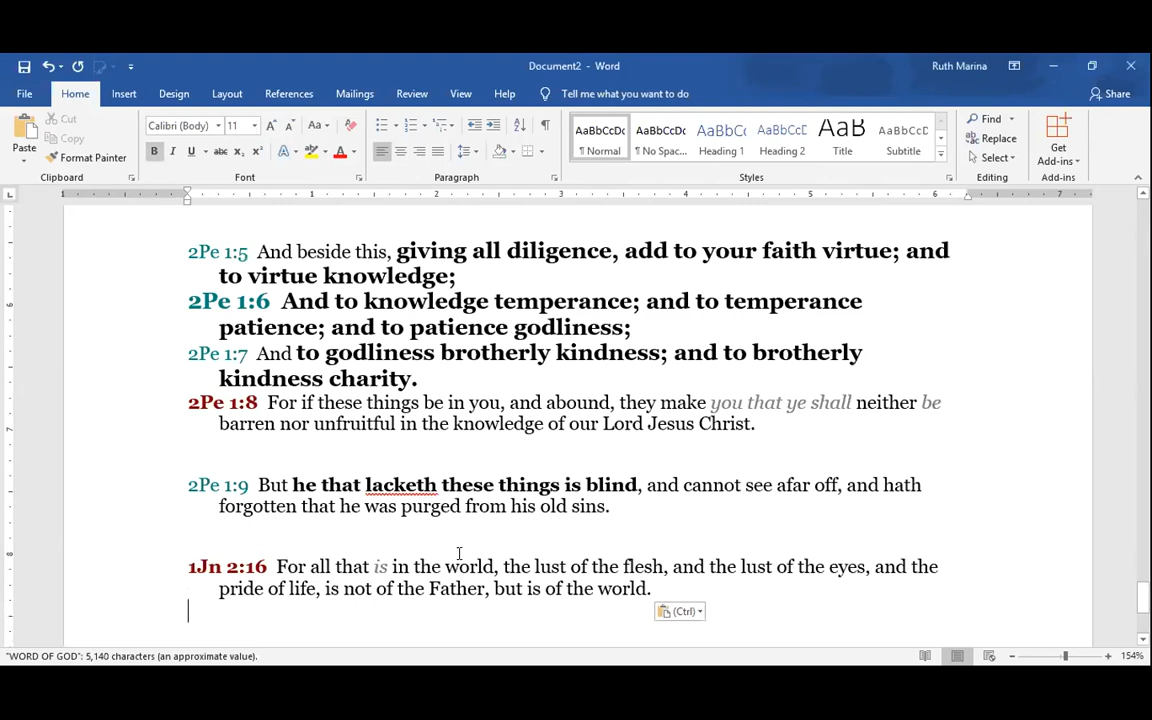 Document2 - Word
Ruth Marina
File Home Insert Design Layout References Mailings Review View Help Tell me what you want to do Share
Paste
Cut
Copy
Format Painter
Clipboard
Calibri (Body) 11
Font
Paragraph
AaBbCcDc AaBbCcDc AaBbCc AaBbCcD AaB AaBbCcD
¶ Normal ¶ No Spac... Heading 1 Heading 2 Title Subtitle
Styles
Find
Replace
Select
Editing
Get Add-ins
Add-ins
1 1 2 3 4 5 6 7
2Pe 1:5 And beside this, giving all diligence, add to your faith virtue; and
to virtue knowledge;
2Pe 1:6 And to knowledge temperance; and to temperance
patience; and to patience godliness;
2Pe 1:7 And to godliness brotherly kindness; and to brotherly
kindness charity.
2Pe 1:8 For if these things be in you, and abound, they make you that ye shall neither be
barren nor unfruitful in the knowledge of our Lord Jesus Christ.
2Pe 1:9 But he that lacketh these things is blind, and cannot see afar off, and hath
forgotten that he was purged from his old sins.
1Jn 2:16 For all that is in the world, the lust of the flesh, and the lust of the eyes, and the
pride of life, is not of the Father, but is of the world.
(Ctrl)
"WORD OF GOD": 5,140 characters (an approximate value).
154%